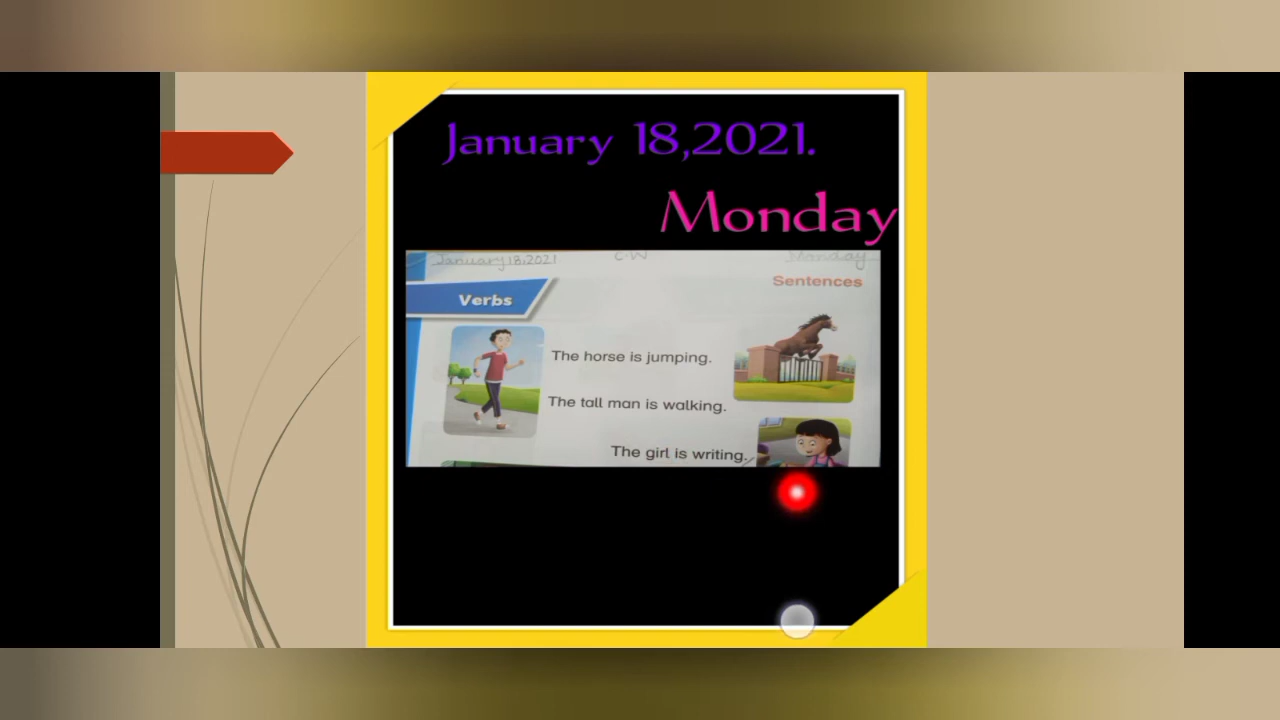 January 18,2021.
Monday
January 18,2021 C.W Monday
Sentences
Verbs
The horse is jumping.
The tall man is walking.
The girl is writing.